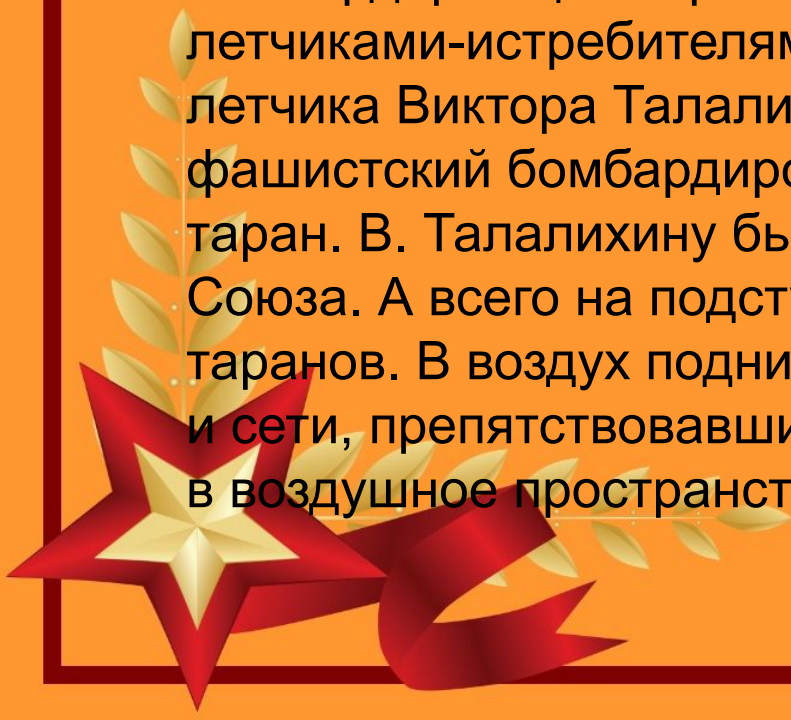 летчиками-истребителям
летчика Виктора Талали
фашистский бомбардиро
таран. В. Талалихину бы
Союза. А всего на подст
таранов. В воздух подни
и сети, препятствовавши
в воздушное пространст